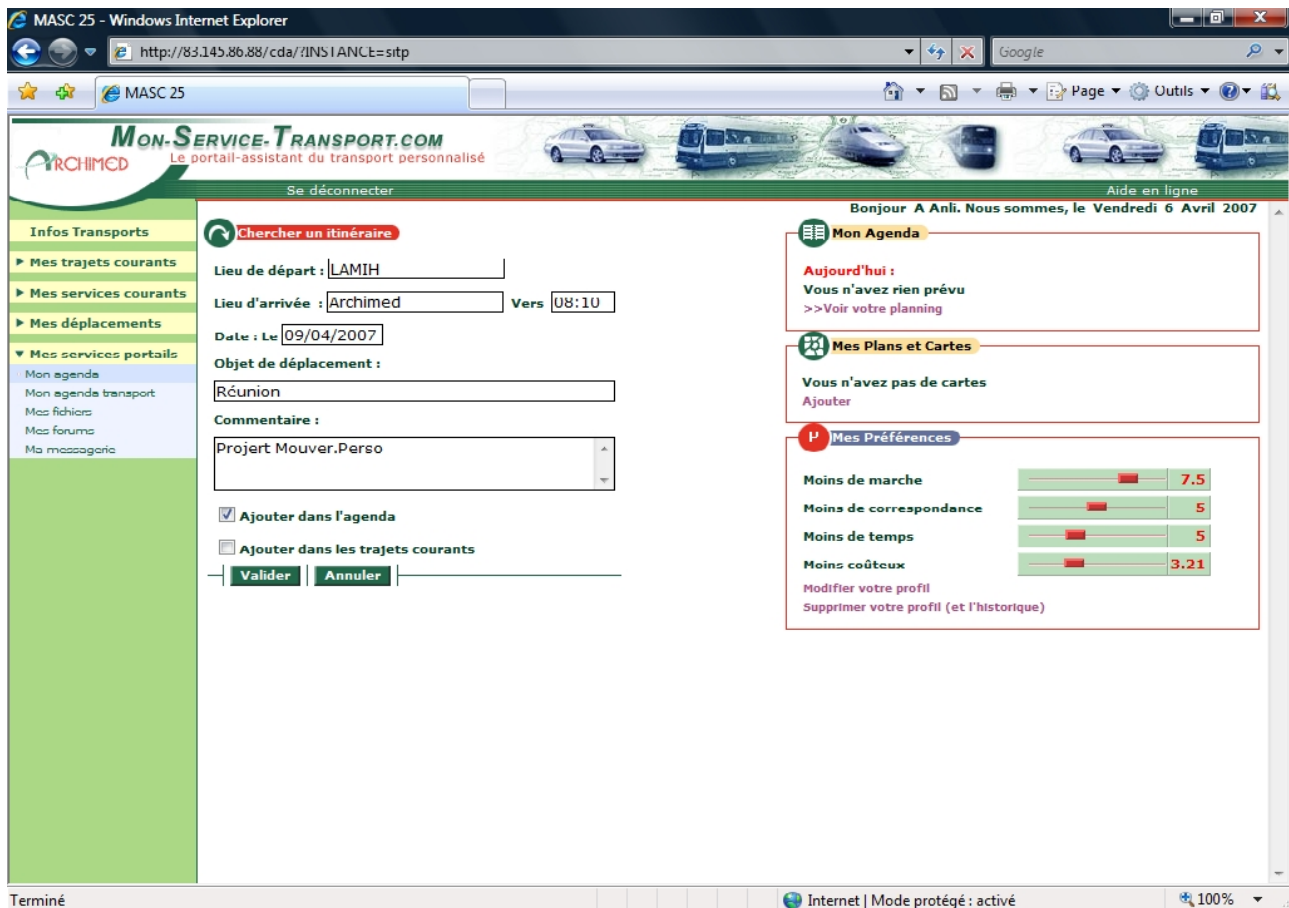 MASC 25 - Windows Internet Explorer
http://83.145.86.88/cda/?INSTANCE=sitp
Google
MASC 25
Page
Outils
MON-SERVICE-TRANSPORT.COM
Le portail-assistant du transport personnalisé
ARCHIMED
Se déconnecter
Aide en ligne
Bonjour A Anli. Nous sommes, le Vendredi 6 Avril 2007
Infos Transports
Mes trajets courants
Mes services courants
Mes déplacements
Mes services portails
Mon agenda
Mon agenda transport
Mes fichiers
Mes forums
Ma messagerie
Chercher un itinéraire
Lieu de départ : LAMIH
Lieu d'arrivée : Archimed Vers 08:10
Date : Le 09/04/2007
Objet de déplacement :
Réunion
Commentaire :
Projert Mouver.Perso
Ajouter dans l'agenda
Ajouter dans les trajets courants
Valider Annuler
Mon Agenda
Aujourd'hui :
Vous n'avez rien prévu
>>Voir votre planning
Mes Plans et Cartes
Vous n'avez pas de cartes
Ajouter
Mes Préférences
Moins de marche 7.5
Moins de correspondance 5
Moins de temps 5
Moins coûteux 3.21
Modifier votre profil
Supprimer votre profil (et l'historique)
Terminé
Internet | Mode protégé : activé
100%